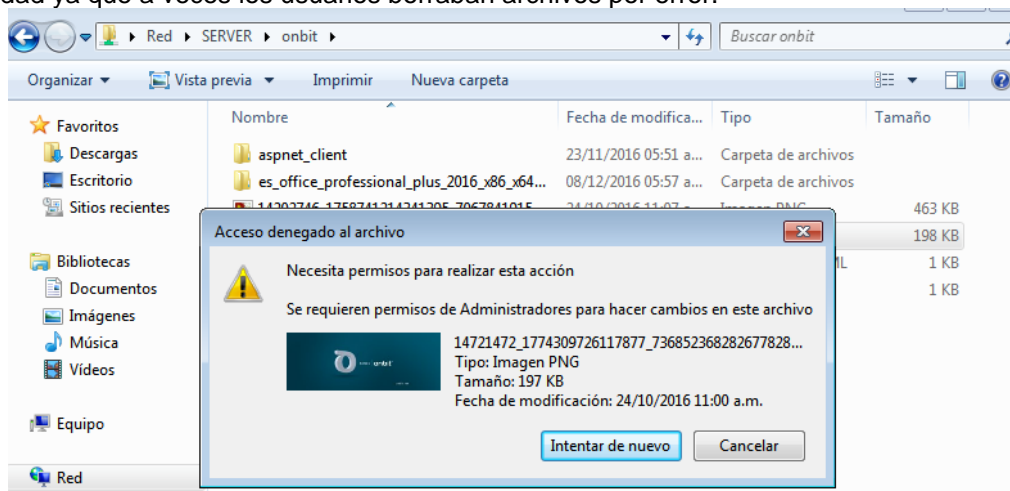 dad ya que a veces los usuarios borraban archivos por error.
Red SERVER onbit
Buscar onbit
Organizar Vista previa Imprimir Nueva carpeta
Favoritos
Descargas
Escritorio
Sitios recientes
Bibliotecas
Documentos
Imágenes
Música
Vídeos
Equipo
Red
Nombre Fecha de modifica... Tipo Tamaño
aspnet_client 23/11/2016 05:51 a... Carpeta de archivos
es_office_professional_plus_2016_x86_x64... 08/12/2016 05:57 a... Carpeta de archivos
463 KB
198 KB
1 KB
1 KB
Acceso denegado al archivo
Necesita permisos para realizar esta acción
Se requieren permisos de Administradores para hacer cambios en este archivo
onbit
14721472_1774309726117877_736852368282677828...
Tipo: Imagen PNG
Tamaño: 197 KB
Fecha de modificación: 24/10/2016 11:00 a.m.
Intentar de nuevo Cancelar